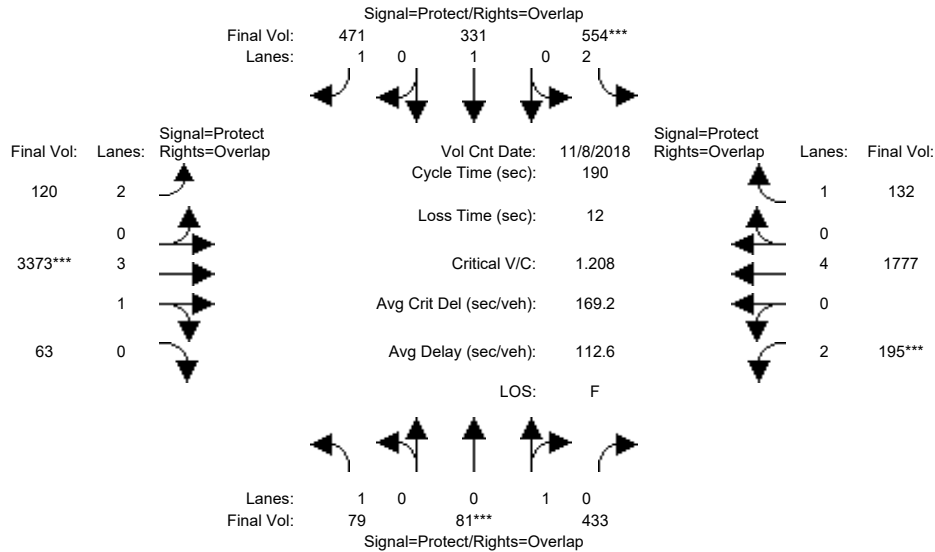 Signal=Protect/Rights=Overlap
Final Vol: 471 331 554***
Lanes: 1 0 1 0 2
Signal=Protect
Final Vol: Lanes: Rights=Overlap
Vol Cnt Date: 11/8/2018
Signal=Protect
Rights=Overlap Lanes: Final Vol:
Cycle Time (sec): 190
120 2
1 132
Loss Time (sec): 12
0
0
3373*** 3
Critical V/C: 1.208
4 1777
1
Avg Crit Del (sec/veh): 169.2
0
63 0
Avg Delay (sec/veh): 112.6
2 195***
LOS: F
Lanes: 1 0 0 1 0
Final Vol: 79 81*** 433
Signal=Protect/Rights=Overlap